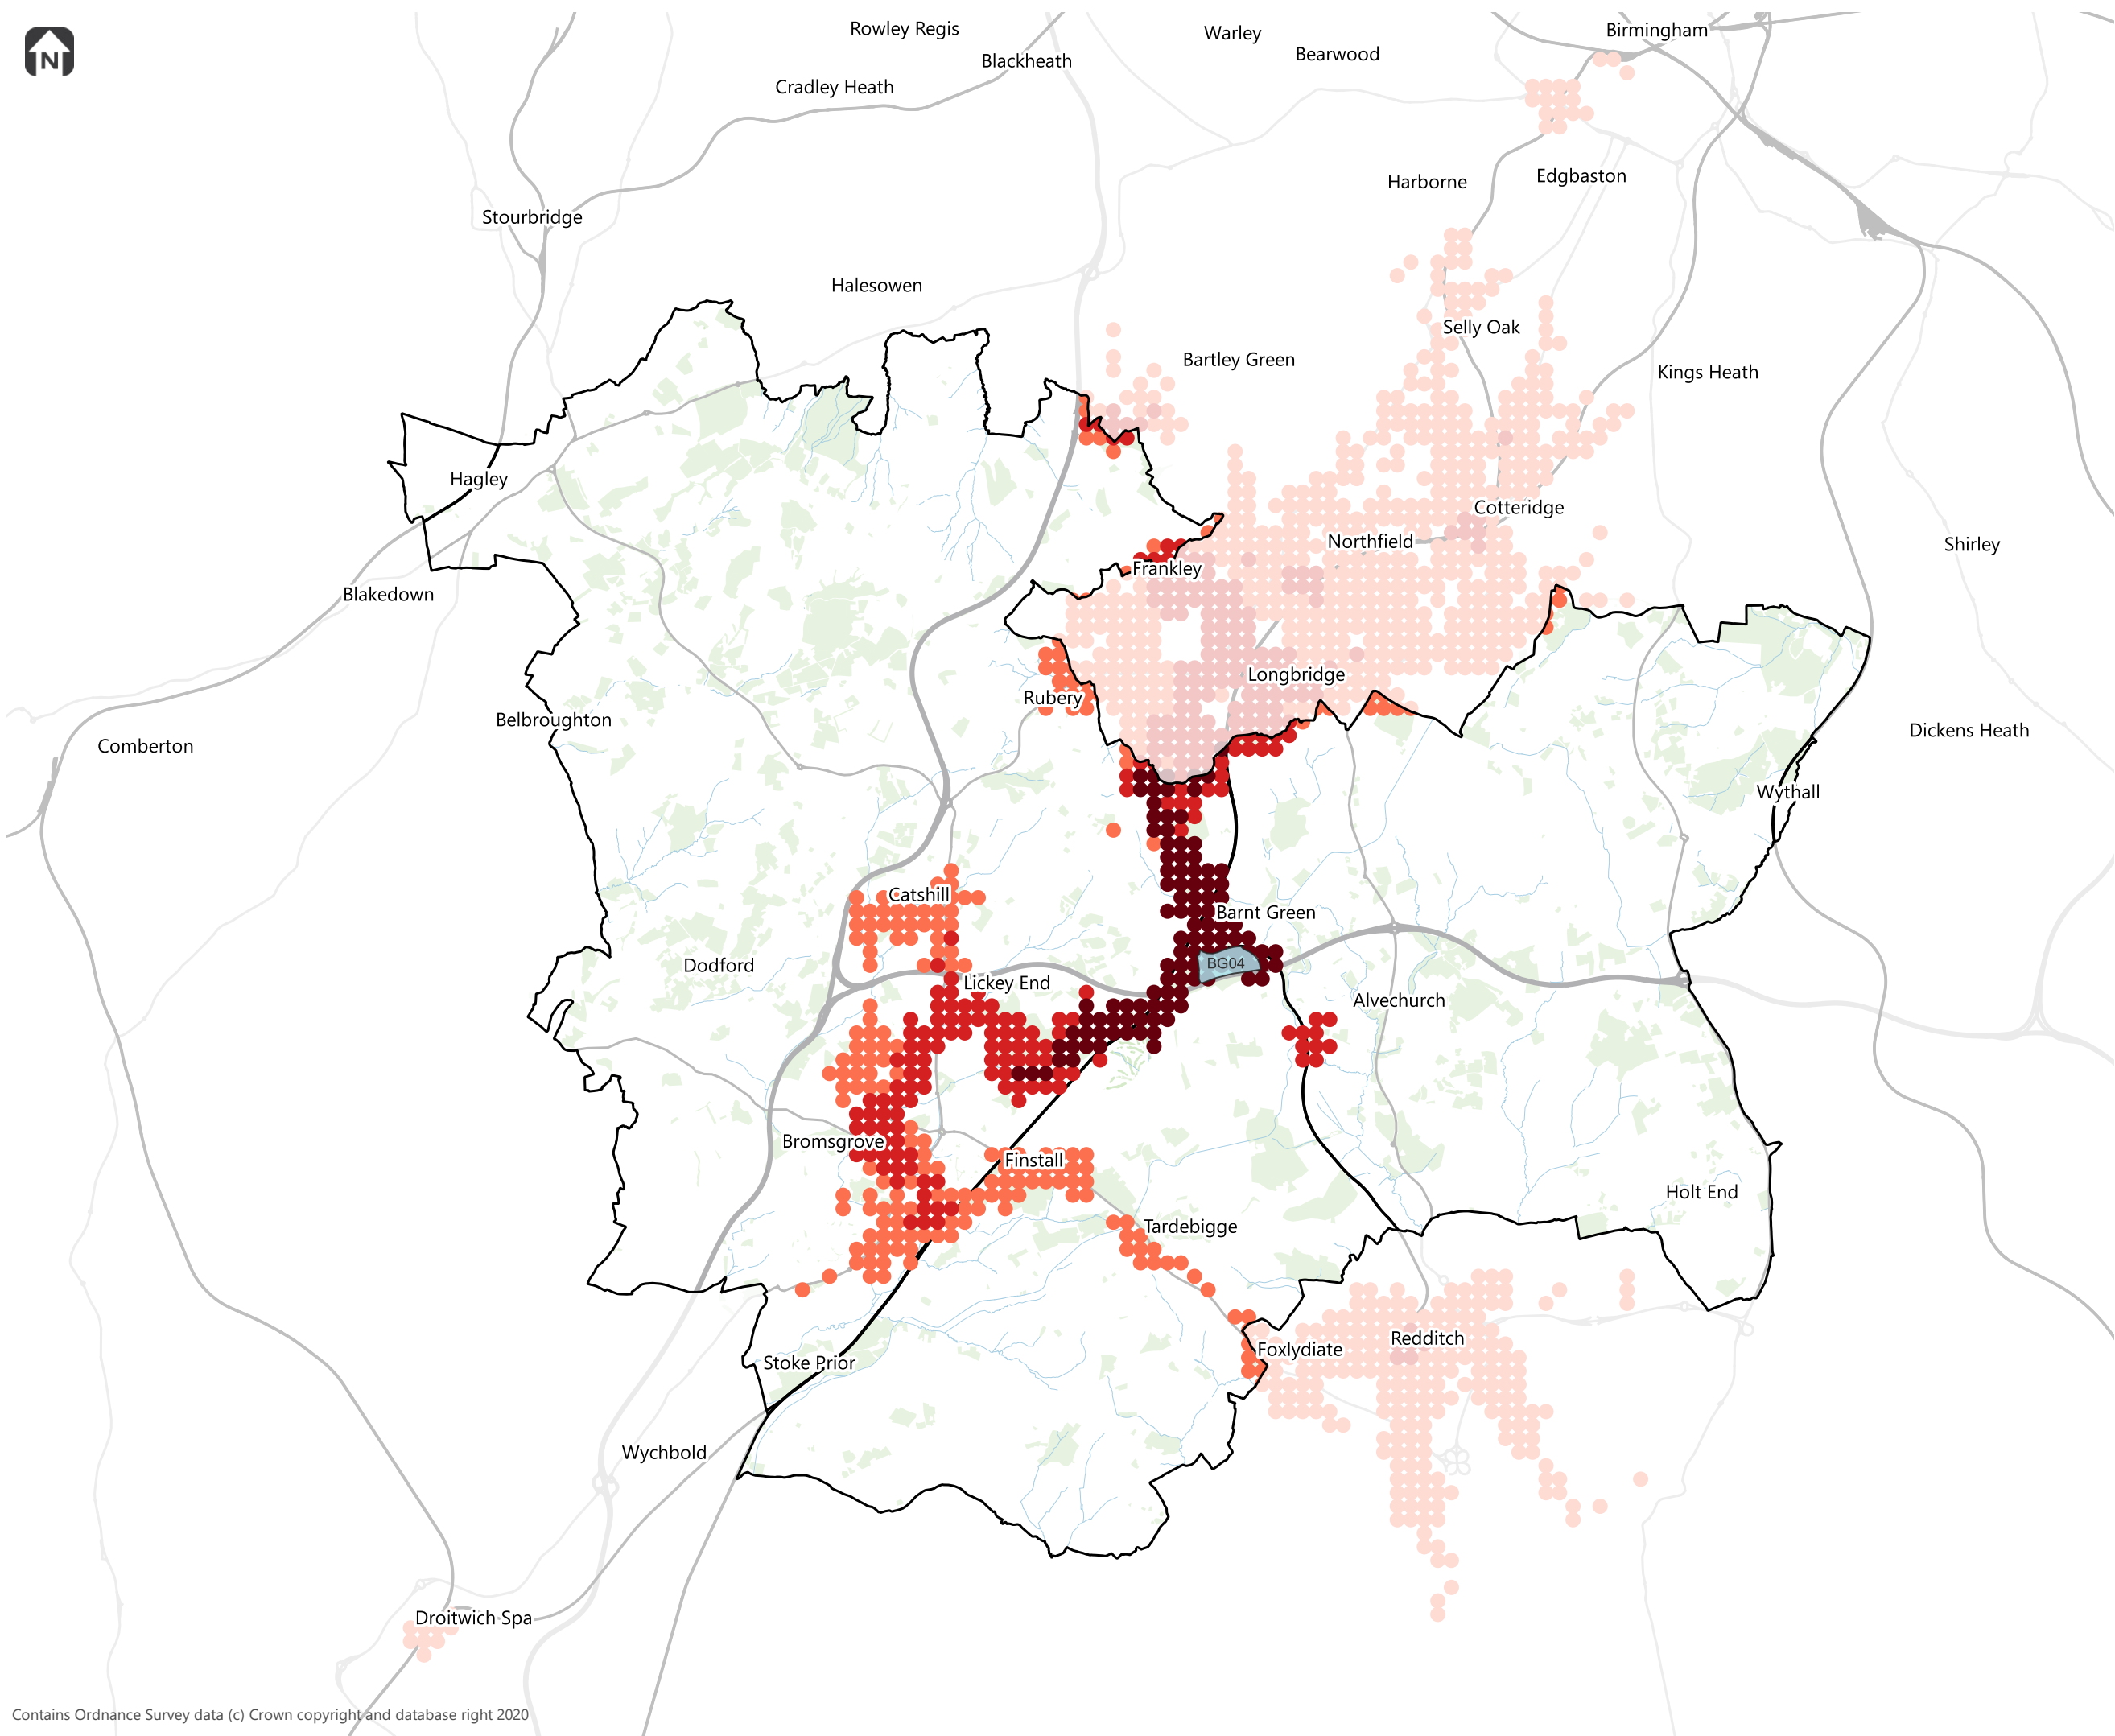 Rowley Regis
Warley
Birmingham
Blackheath
Bearwood
Cradley Heath
N
Harborne
Edgbaston
Stourbridge
Halesowen
Selly Oak
Bartley Green
Kings Heath
Hagley
Cotteridge
Northfield
Shirley
Frankley
Blakedown
Longbridge
Rubery
Belbroughton
Dickens Heath
Comberton
Wythall
Catshill
Barnt Green
BG04
Dodford
Lickey End
Alvechurch
Bromsgrove
Finstall
Holt End
Tardebigge
Redditch
Foxlydiate
Stoke Prior
Wychbold
Droitwich Spa
Contains Ordnance Survey data (c) Crown copyright and database right 2020